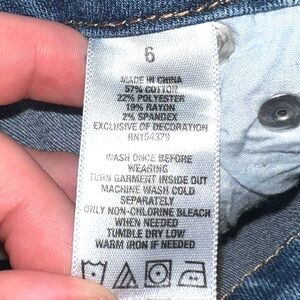 6
MADE IN CHINA
57% COTTON
22% POLYESTER
19% RAYON
2% SPANDEX
EXCLUSIVE OF DECORATION
RN154379
WASH ONCE BEFORE
WEARING
TURN GARMENT INSIDE OUT
MACHINE WASH COLD
SEPARATELY
ONLY NON-CHLORINE BLEACH
WHEN NEEDED
TUMBLE DRY LOW
WARM IRON IF NEEDED